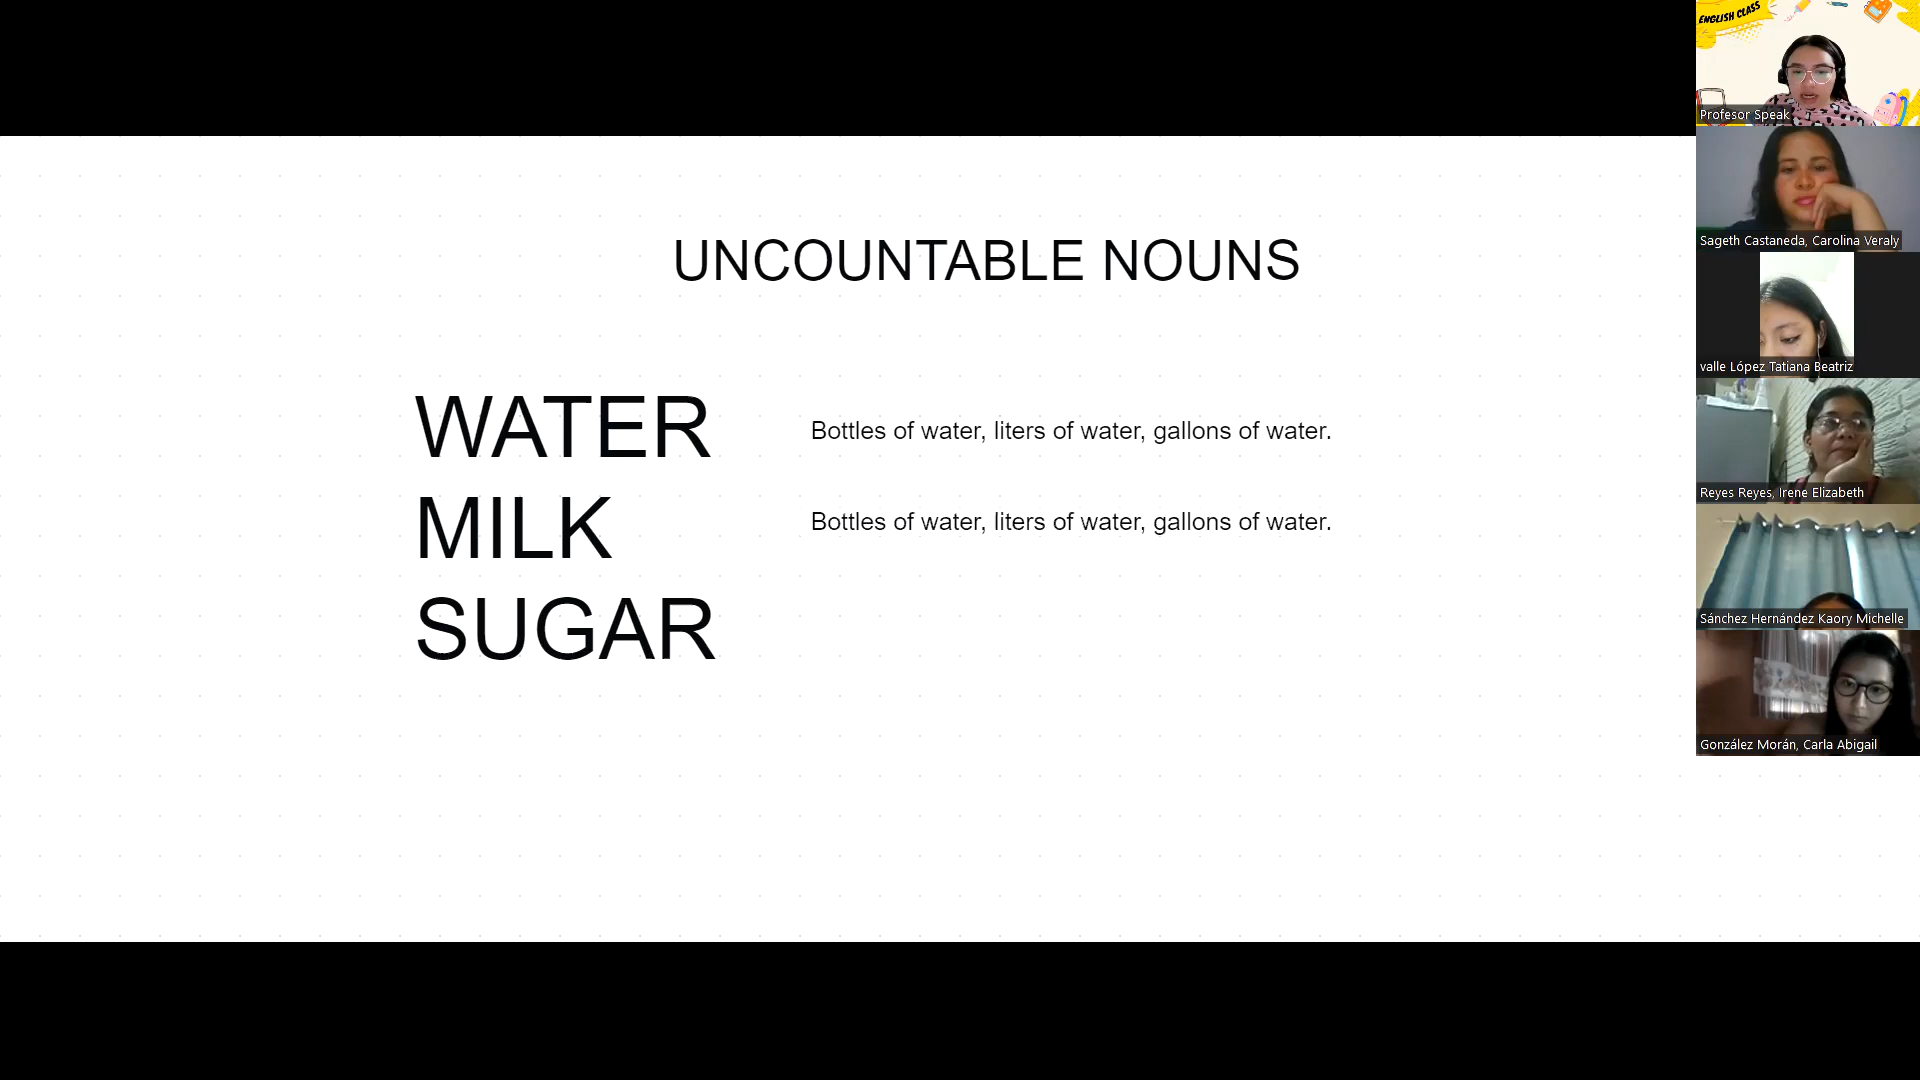 UNCOUNTABLE NOUNS
WATER
Bottles of water, liters of water, gallons of water.
MILK
Bottles of water, liters of water, gallons of water.
SUGAR
ENGLISH CLASS
Profesor Speak
Sageth Castaneda, Carolina Veraly
valle López Tatiana Beatriz
Reyes Reyes, Irene Elizabeth
Sánchez Hernández Kaory Michelle
González Morán, Carla Abigail